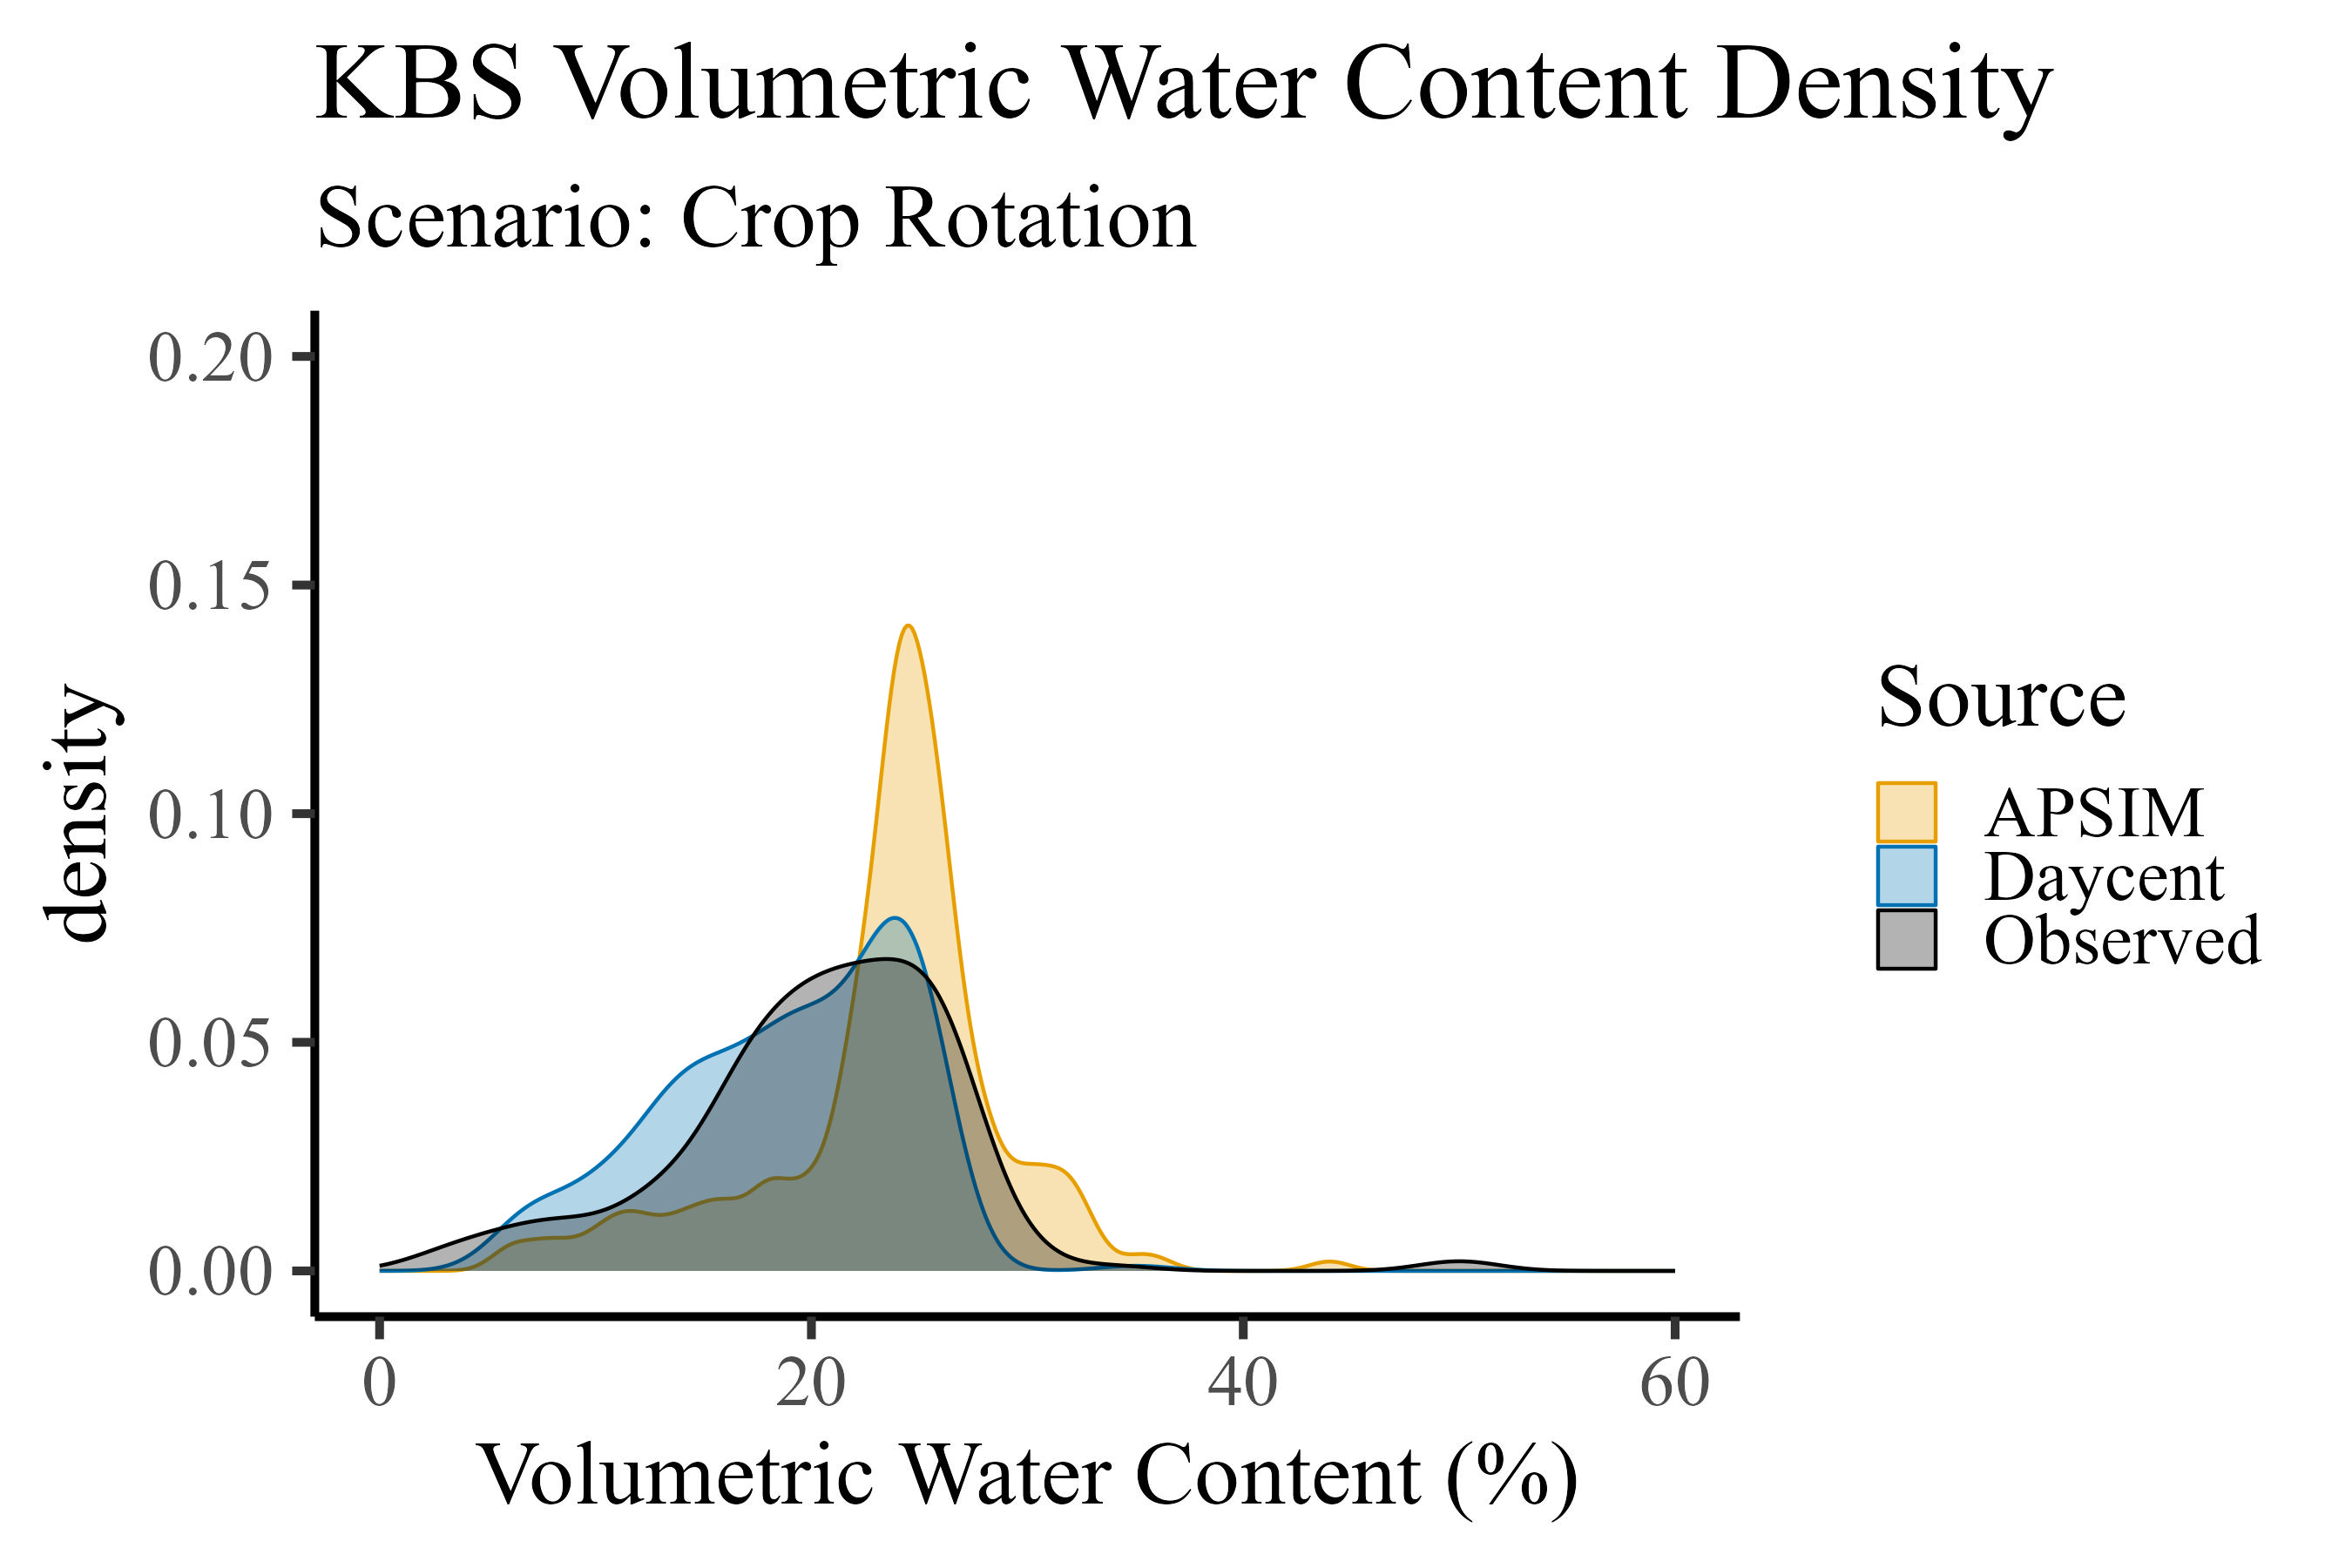 KBS Volumetric Water Content Density
Scenario: Crop Rotation
0.20
0.15
0.10
0.05
0.00
density
0 20 40 60
Volumetric Water Content (%)
Source
APSIM
Daycent
Observed